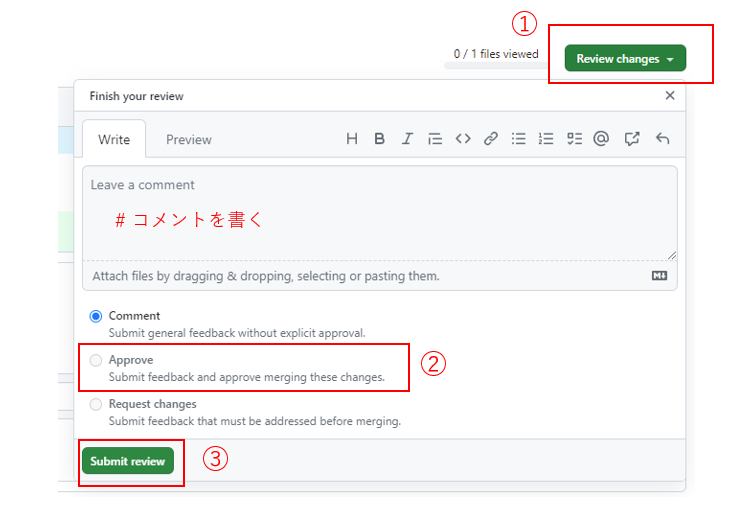 ①
0 / 1 files viewed
Review changes
Finish your review
Write Preview
Leave a comment
# コメントを書く
Attach files by dragging & dropping, selecting or pasting them.
Comment
Submit general feedback without explicit approval.
Approve
②
Submit feedback and approve merging these changes.
Request changes
Submit feedback that must be addressed before merging.
Submit review
③